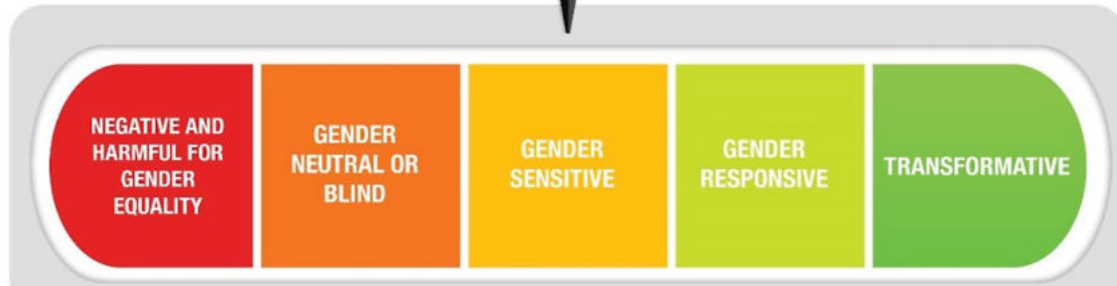 NEGATIVE AND
HARMFUL FOR
GENDER
EQUALITY
GENDER
NEUTRAL OR
BLIND
GENDER
SENSITIVE
GENDER
RESPONSIVE
TRANSFORMATIVE